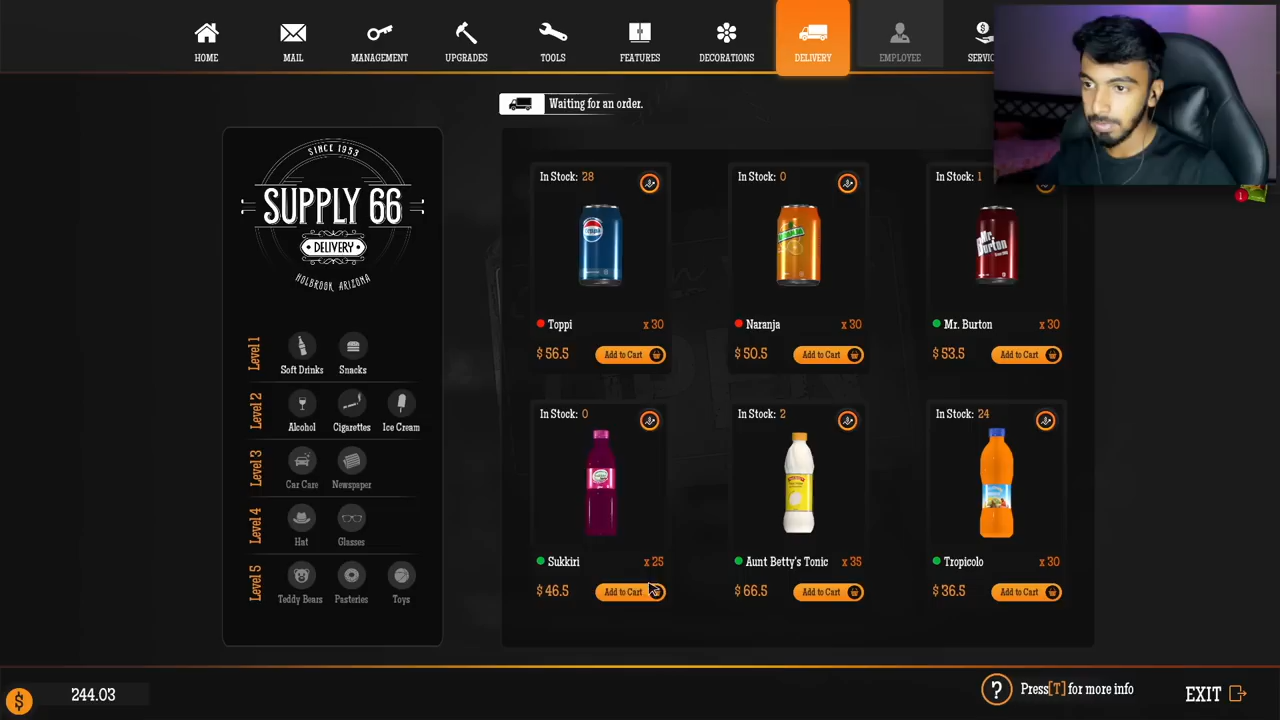 HOME
MAIL
MANAGEMENT
UPGRADES
TOOLS
FEATURES
DECORATIONS
DELIVERY
EMPLOYEE
Waiting for an order.
SINCE 1953
SUPPLY 66
DELIVERY
HOLBROOK, ARIZONA
Level 1
Soft Drinks
Snacks
Level 2
Alcohol
Cigarettes
Ice Cream
Level 3
Car Care
Newspaper
Level 4
Hat
Glasses
Level 5
Teddy Bears
Pasteries
Toys
In Stock: 28
Toppi x 30
$ 56.5 Add to Cart
In Stock: 0
Naranja x 30
$ 50.5 Add to Cart
In Stock: 1
Mr. Burton
Mr. Burton x 30
$ 53.5 Add to Cart
In Stock: 0
Sukkiri x 25
$ 46.5 Add to Cart
In Stock: 2
Aunt Betty's Tonic x 35
$ 66.5 Add to Cart
In Stock: 24
Tropicolo x 30
$ 36.5 Add to Cart
1
$ 244.03
? Press[T] for more info
EXIT